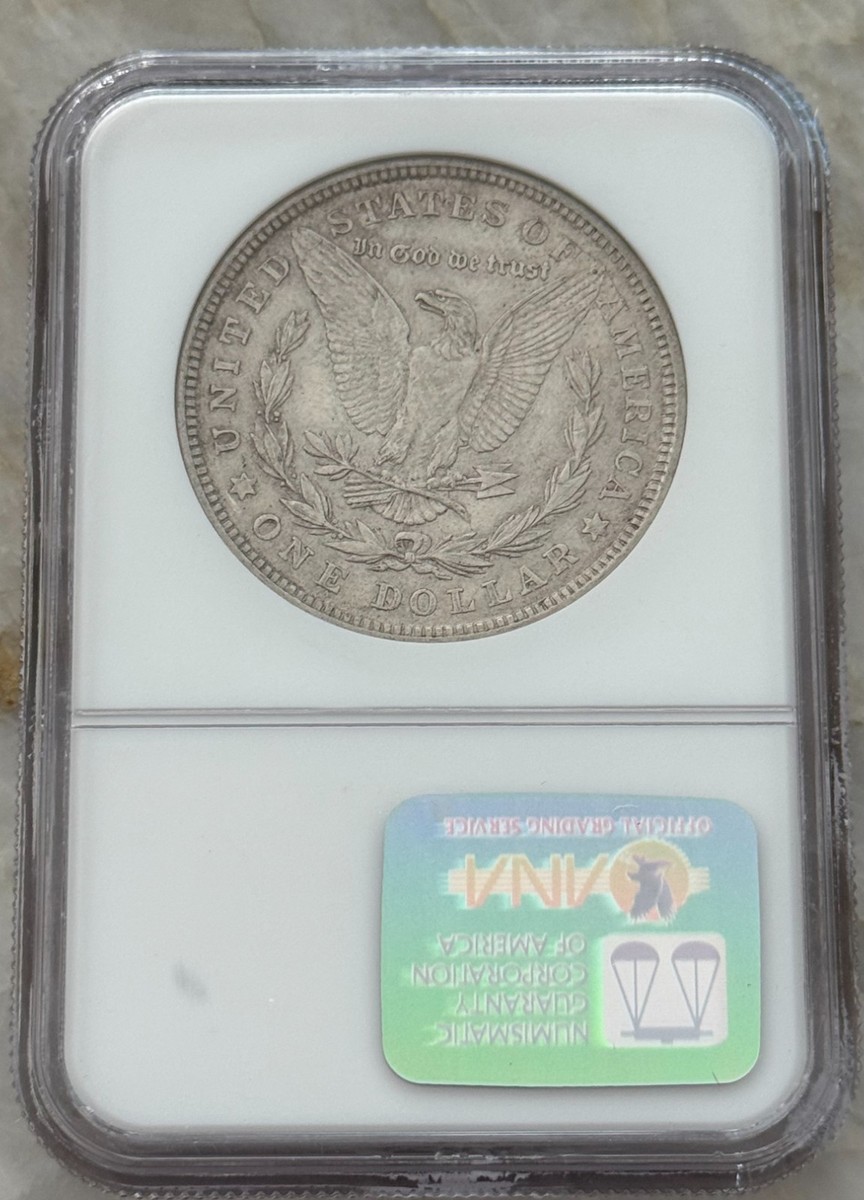 UNITED STATES OF AMERICA
In God we trust
ONE DOLLAR
OFFICIAL GRADING SERVICE
ANA
NUMISMATIC
GUARANTY
CORPORATION
OF AMERICA